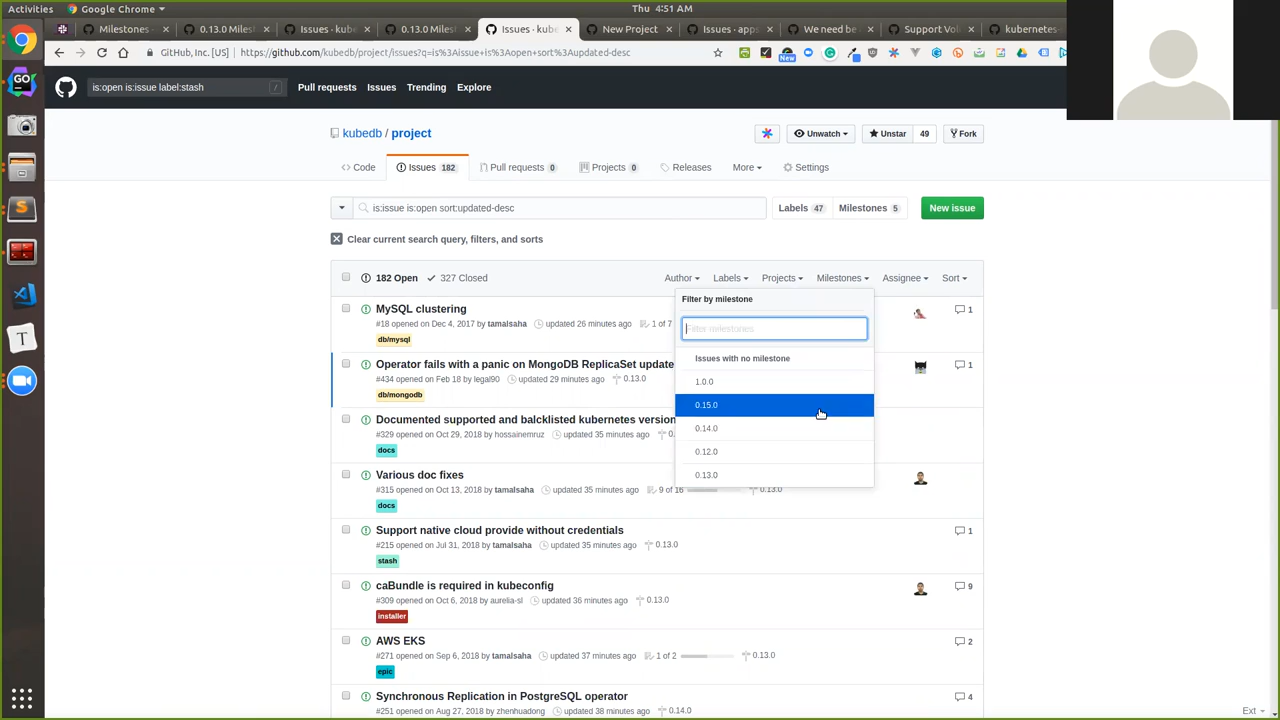 Activities
Google Chrome
Thu 4:51 AM
Milestones
0.13.0 Miles
Issues · kub
0.13.0 Miles
Issues · kube
New Project
Issues · apps
We need be
Support Vol
kubernetes
GitHub, Inc. [US] https://github.com/kubedb/project/issues?q=is%3Aissue+is%3Aopen+sort%3Aupdated-desc
New
is:open is:issue label:stash /
Pull requests Issues Trending Explore
kubedb / project
Unwatch
Unstar 49
Fork
<> Code
Issues 182
Pull requests 0
Projects 0
Releases
More
Settings
is:issue is:open sort:updated-desc
Labels 47
Milestones 5
New issue
Clear current search query, filters, and sorts
182 Open 327 Closed
Author Labels Projects Milestones Assignee Sort
Filter by milestone
Filter milestones
Issues with no milestone
1.0.0
0.15.0
0.14.0
0.12.0
0.13.0
MySQL clustering
1
#18 opened on Dec 4, 2017 by tamalsaha updated 26 minutes ago 1 of 7
db/mysql
Operator fails with a panic on MongoDB ReplicaSet update
1
#434 opened on Feb 18 by legal90 updated 29 minutes ago 0.13.0
db/mongodb
Documented supported and balcklisted kubernetes version
#329 opened on Oct 29, 2018 by hossainemruz updated 35 minutes ago
docs
Various doc fixes
#315 opened on Oct 13, 2018 by tamalsaha updated 35 minutes ago 9 of 16 0.13.0
docs
Support native cloud provide without credentials
1
#215 opened on Jul 31, 2018 by tamalsaha updated 35 minutes ago 0.13.0
stash
caBundle is required in kubeconfig
9
#309 opened on Oct 6, 2018 by aurelia-sl updated 36 minutes ago 0.13.0
installer
AWS EKS
2
#271 opened on Sep 6, 2018 by tamalsaha updated 37 minutes ago 1 of 2 0.13.0
epic
Synchronous Replication in PostgreSQL operator
4
#251 opened on Aug 27, 2018 by zhenhuadong updated 38 minutes ago 0.14.0
Ext
GO
T